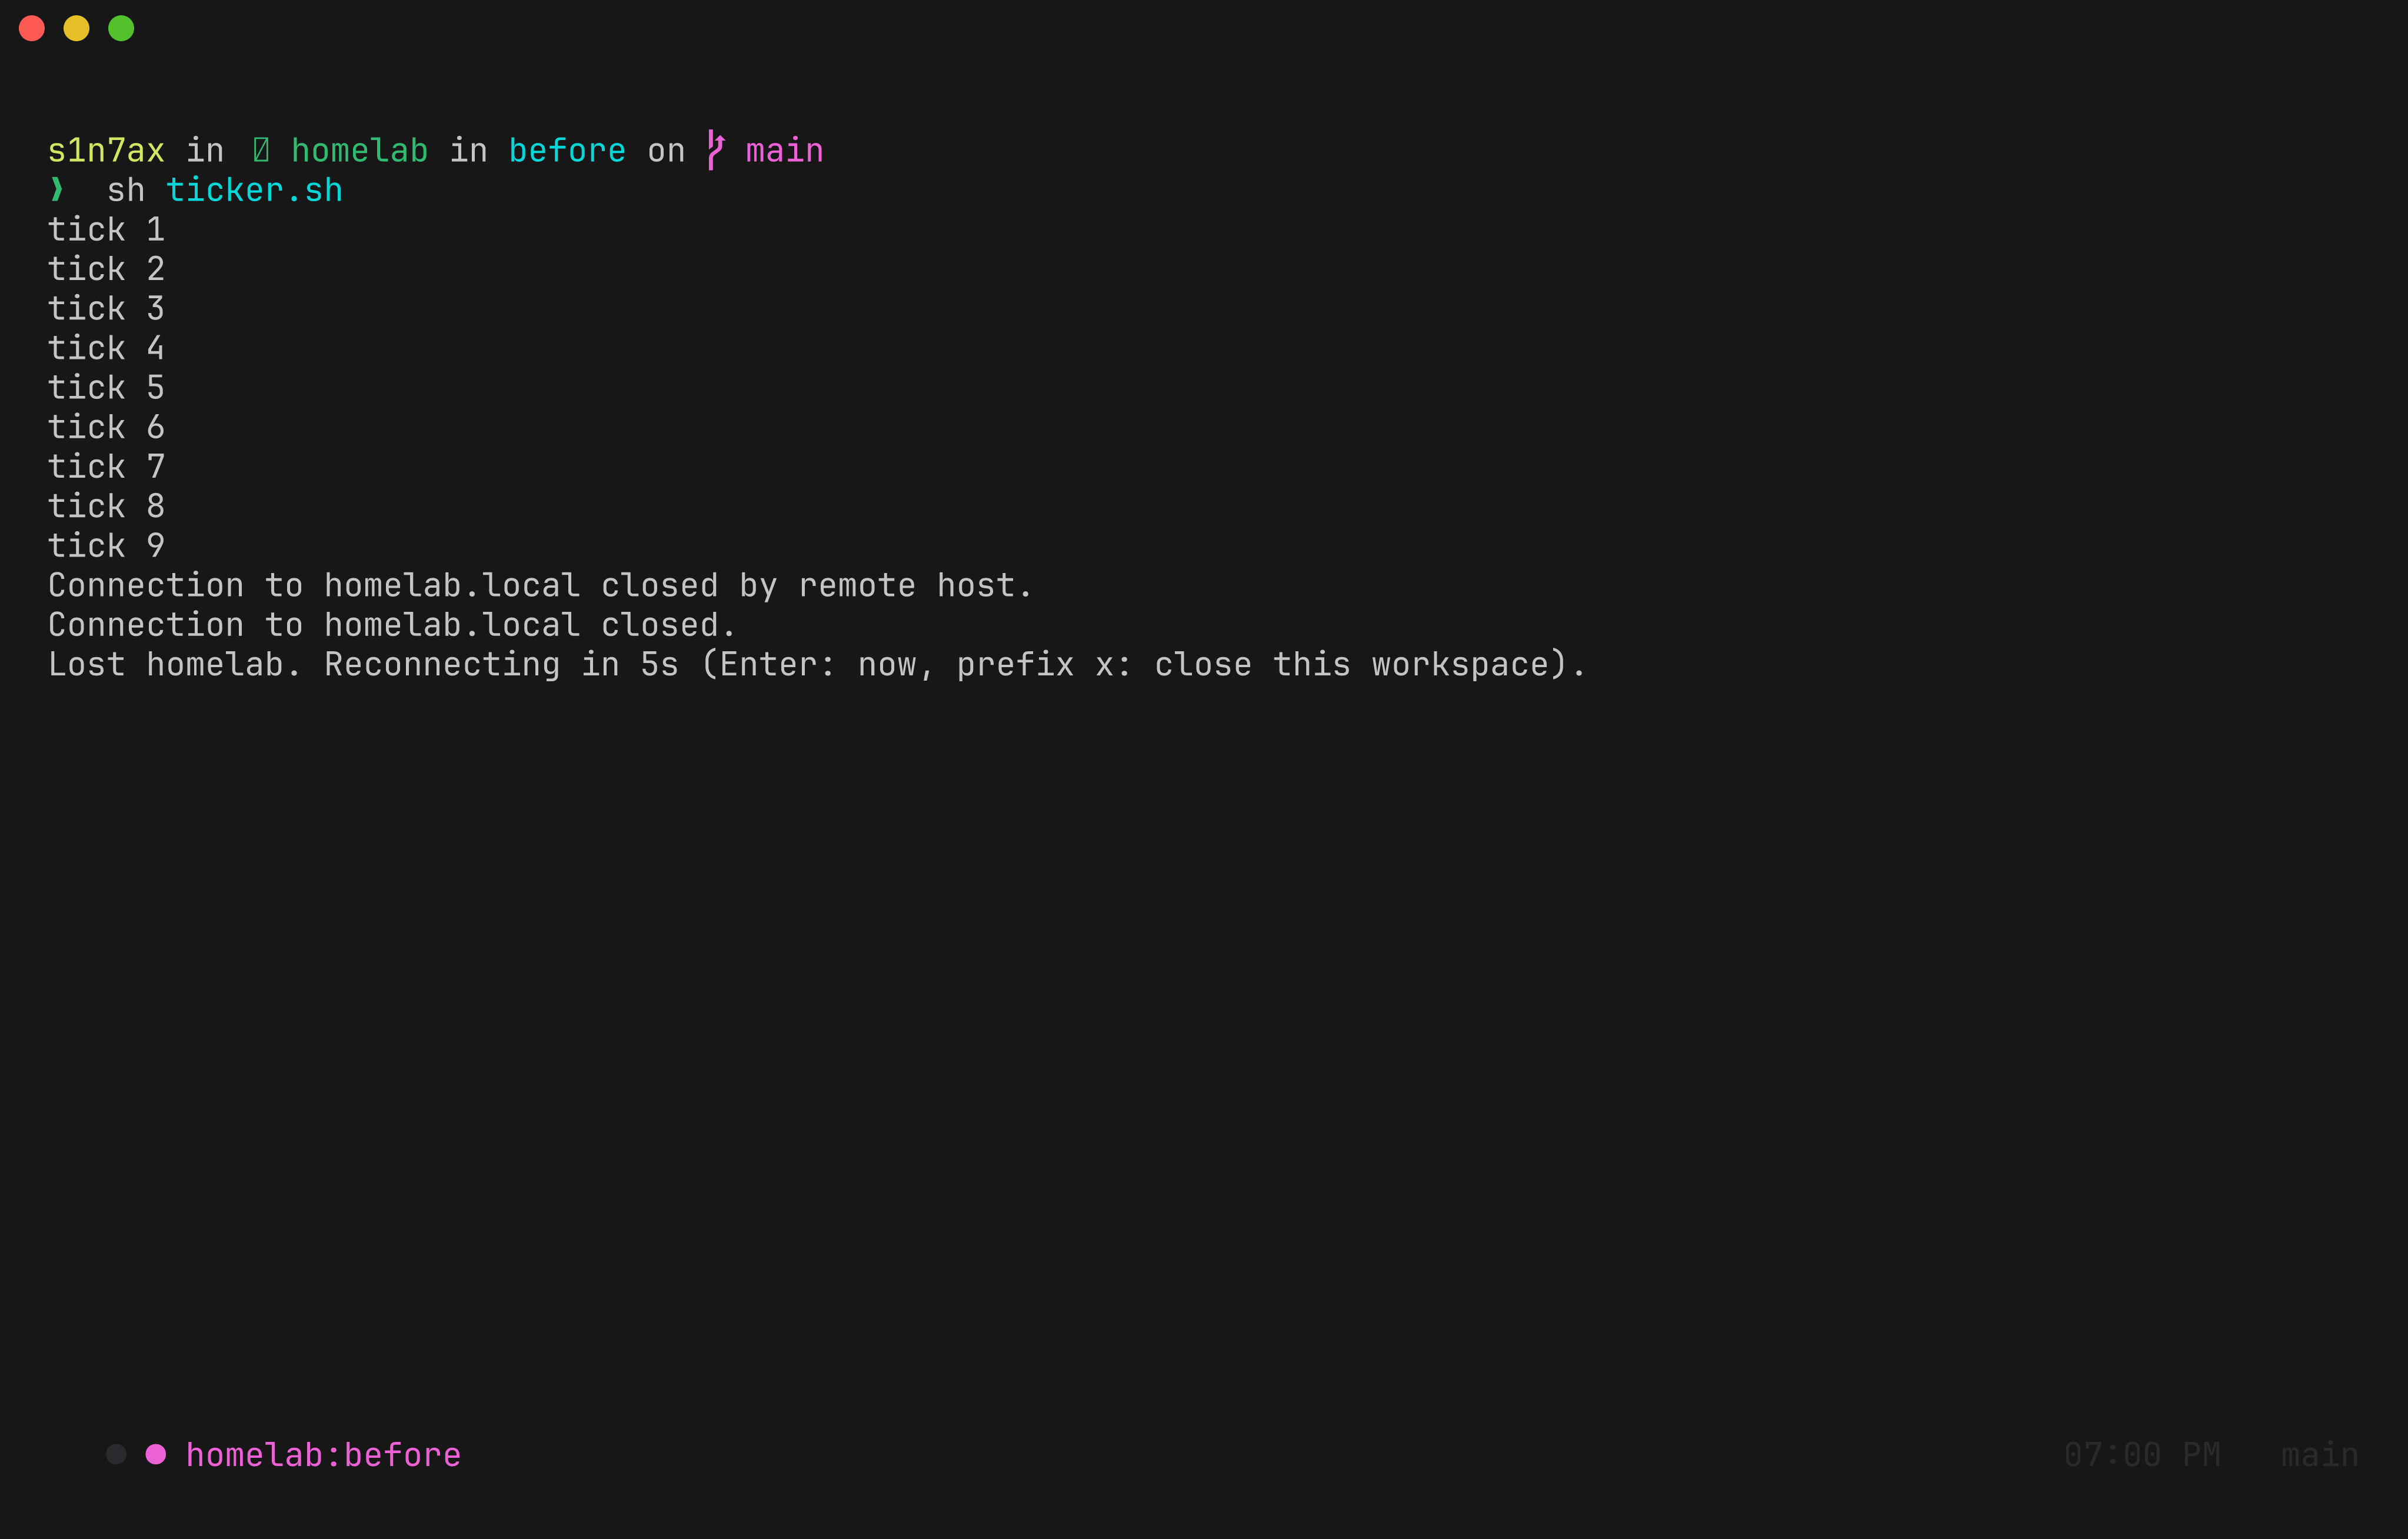 s1n7ax in homelab in before on main
❱ sh ticker.sh
tick 1
tick 2
tick 3
tick 4
tick 5
tick 6
tick 7
tick 8
tick 9
Connection to homelab.local closed by remote host.
Connection to homelab.local closed.
Lost homelab. Reconnecting in 5s (Enter: now, prefix x: close this workspace).
homelab:before 07:00 PM main